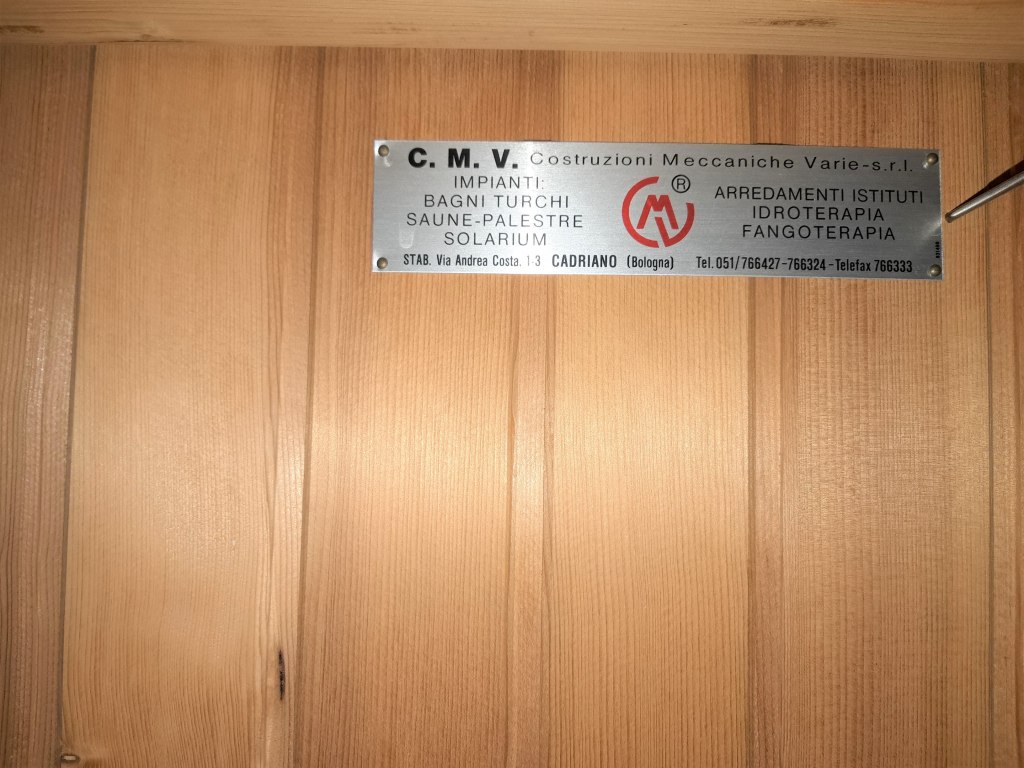 C. M. V. Costruzioni Meccaniche Varie-s.r.l.
IMPIANTI:
BAGNI TURCHI
SAUNE-PALESTRE
SOLARIUM
CMV ®
ARREDAMENTI ISTITUTI
IDROTERAPIA
FANGOTERAPIA
STAB. Via Andrea Costa, 1-3 CADRIANO (Bologna) Tel. 051/766427-766324-Telefax 766333